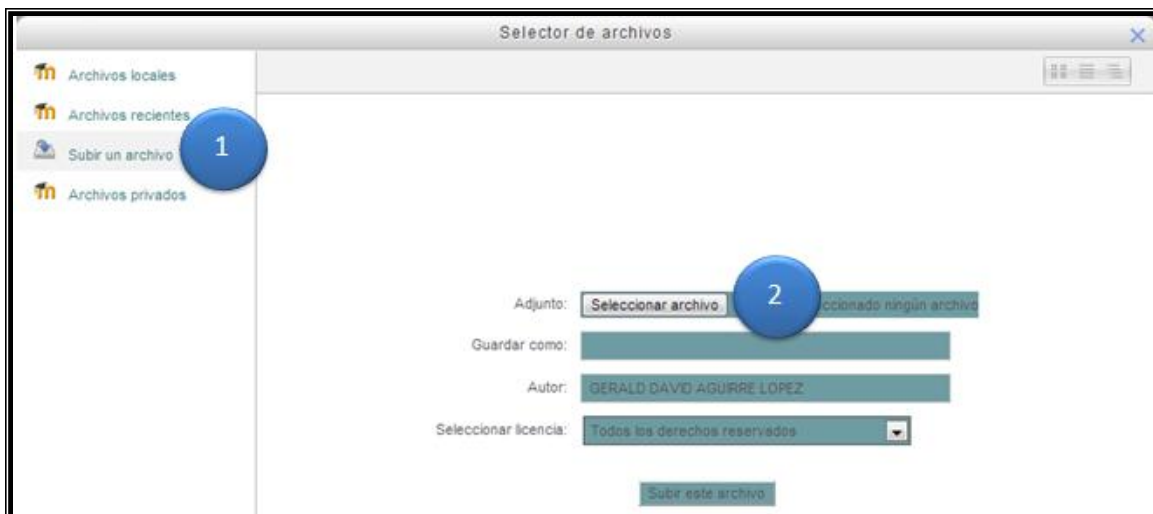 Selector de archivos
Archivos locales
Archivos recientes
Subir un archivo
1
Archivos privados
Adjunto: Seleccionar archivo 2 ccionado ningún archivo
Guardar como:
Autor: GERALD DAVID AGUIRRE LOPEZ
Seleccionar licencia: Todos los derechos reservados
Subir este archivo